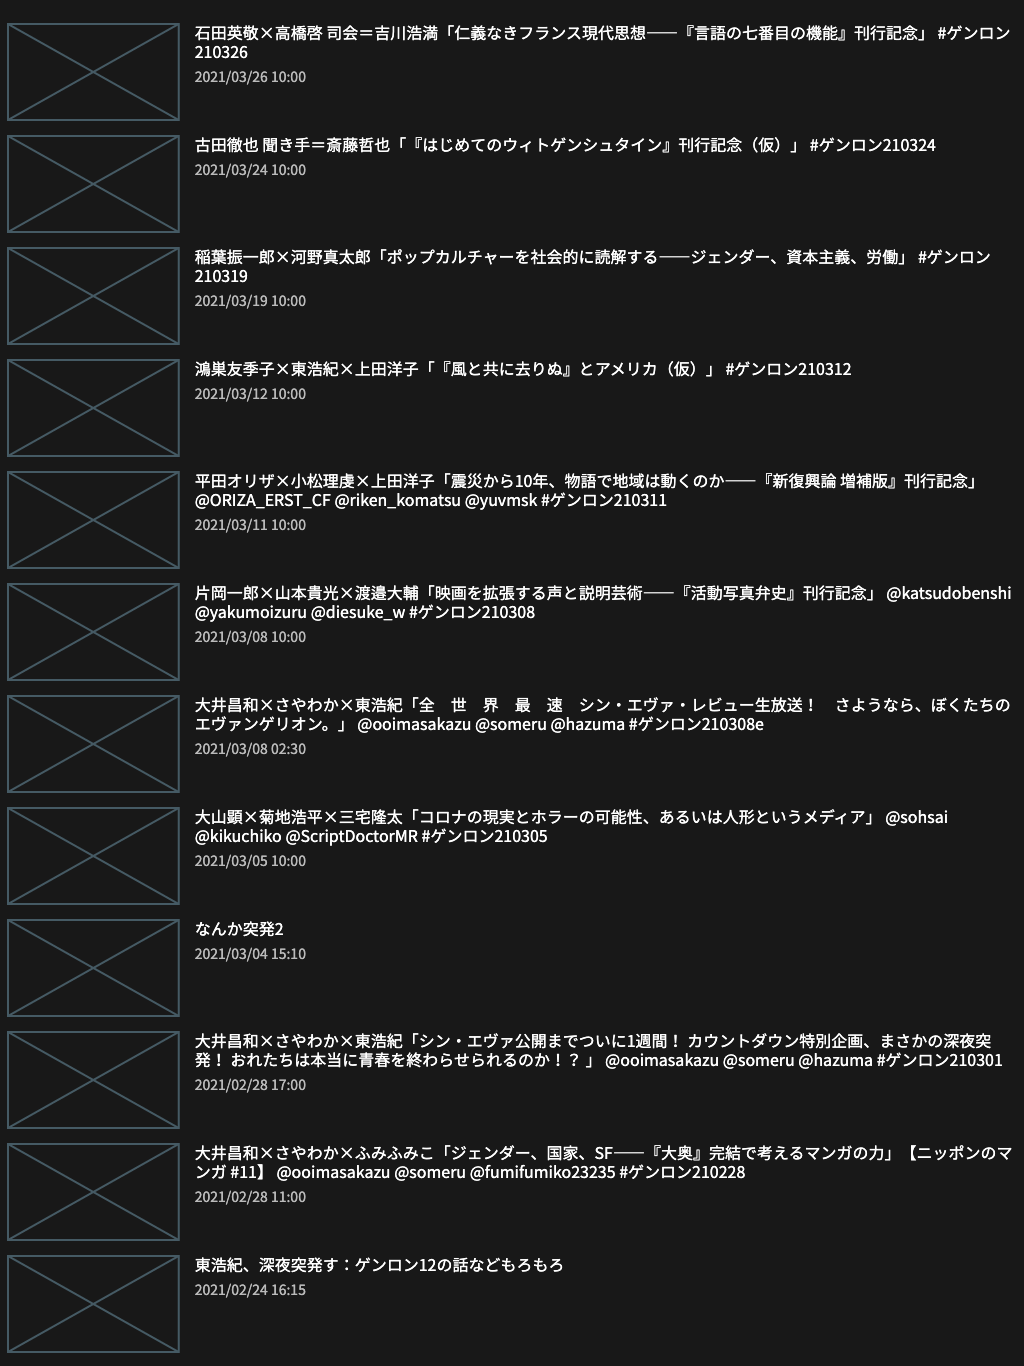 石田英敬×高橋啓 司会＝吉川浩満「仁義なきフランス現代思想――『言語の七番目の機能』刊行記念」 #ゲンロン
210326
2021/03/26 10:00
古田徹也 聞き手＝斎藤哲也「『はじめてのウィトゲンシュタイン』刊行記念（仮）」 #ゲンロン210324
2021/03/24 10:00
稲葉振一郎×河野真太郎「ポップカルチャーを社会的に読解する――ジェンダー、資本主義、労働」 #ゲンロン
210319
2021/03/19 10:00
鴻巣友季子×東浩紀×上田洋子「『風と共に去りぬ』とアメリカ（仮）」 #ゲンロン210312
2021/03/12 10:00
平田オリザ×小松理虔×上田洋子「震災から10年、物語で地域は動くのか――『新復興論 増補版』刊行記念」
@ORIZA_ERST_CF @riken_komatsu @yuvmsk #ゲンロン210311
2021/03/11 10:00
片岡一郎×山本貴光×渡邉大輔「映画を拡張する声と説明芸術――『活動写真弁史』刊行記念」 @katsudobenshi
@yakumoizuru @diesuke_w #ゲンロン210308
2021/03/08 10:00
大井昌和×さやわか×東浩紀「全　世　界　最　速　シン・エヴァ・レビュー生放送！　さようなら、ぼくたちの
エヴァンゲリオン。」 @ooimasakazu @someru @hazuma #ゲンロン210308e
2021/03/08 02:30
大山顕×菊地浩平×三宅隆太「コロナの現実とホラーの可能性、あるいは人形というメディア」 @sohsai
@kikuchiko @ScriptDoctorMR #ゲンロン210305
2021/03/05 10:00
なんか突発2
2021/03/04 15:10
大井昌和×さやわか×東浩紀「シン・エヴァ公開までついに1週間！ カウントダウン特別企画、まさかの深夜突
発！ おれたちは本当に青春を終わらせられるのか！？ 」 @ooimasakazu @someru @hazuma #ゲンロン210301
2021/02/28 17:00
大井昌和×さやわか×ふみふみこ「ジェンダー、国家、SF――『大奥』完結で考えるマンガの力」【ニッポンのマ
ンガ #11】 @ooimasakazu @someru @fumifumiko23235 #ゲンロン210228
2021/02/28 11:00
東浩紀、深夜突発す：ゲンロン12の話などもろもろ
2021/02/24 16:15